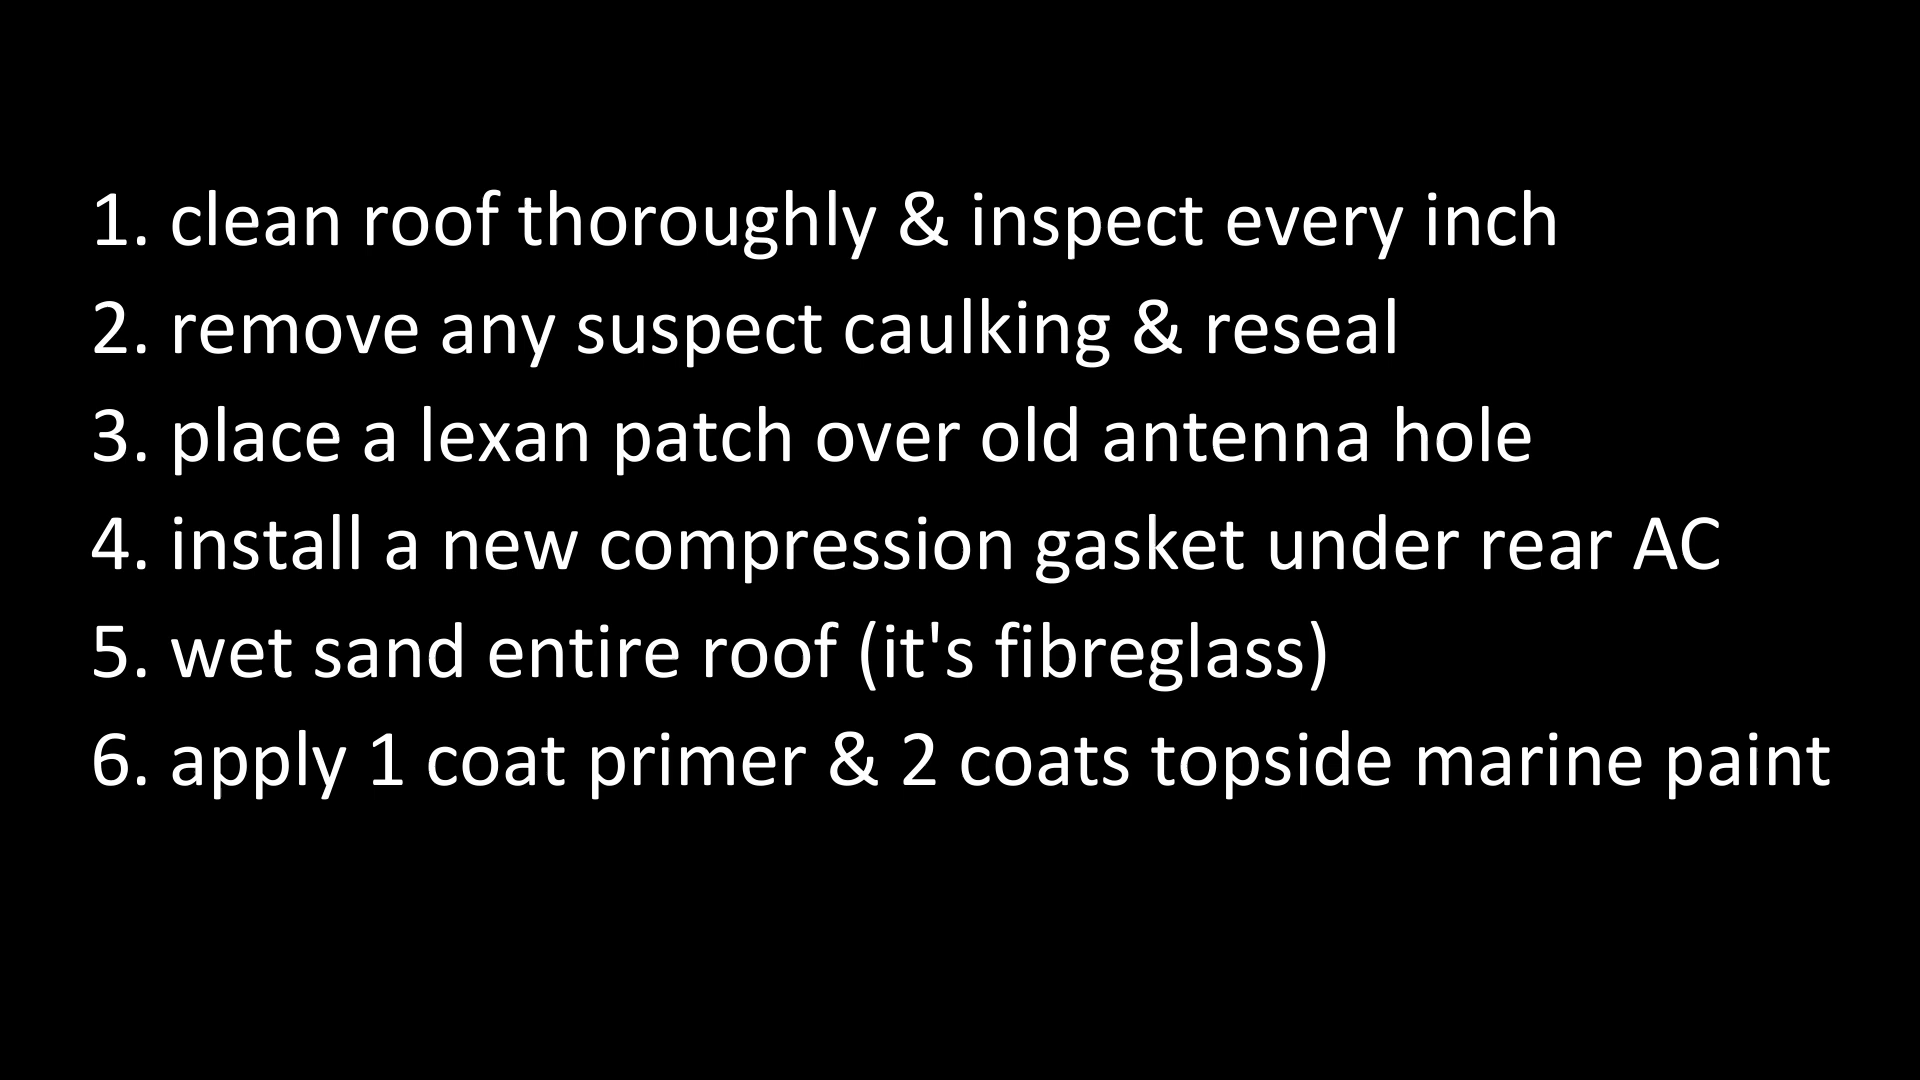 1. clean roof thoroughly & inspect every inch
2. remove any suspect caulking & reseal
3. place a lexan patch over old antenna hole
4. install a new compression gasket under rear AC
5. wet sand entire roof (it's fibreglass)
6. apply 1 coat primer & 2 coats topside marine paint